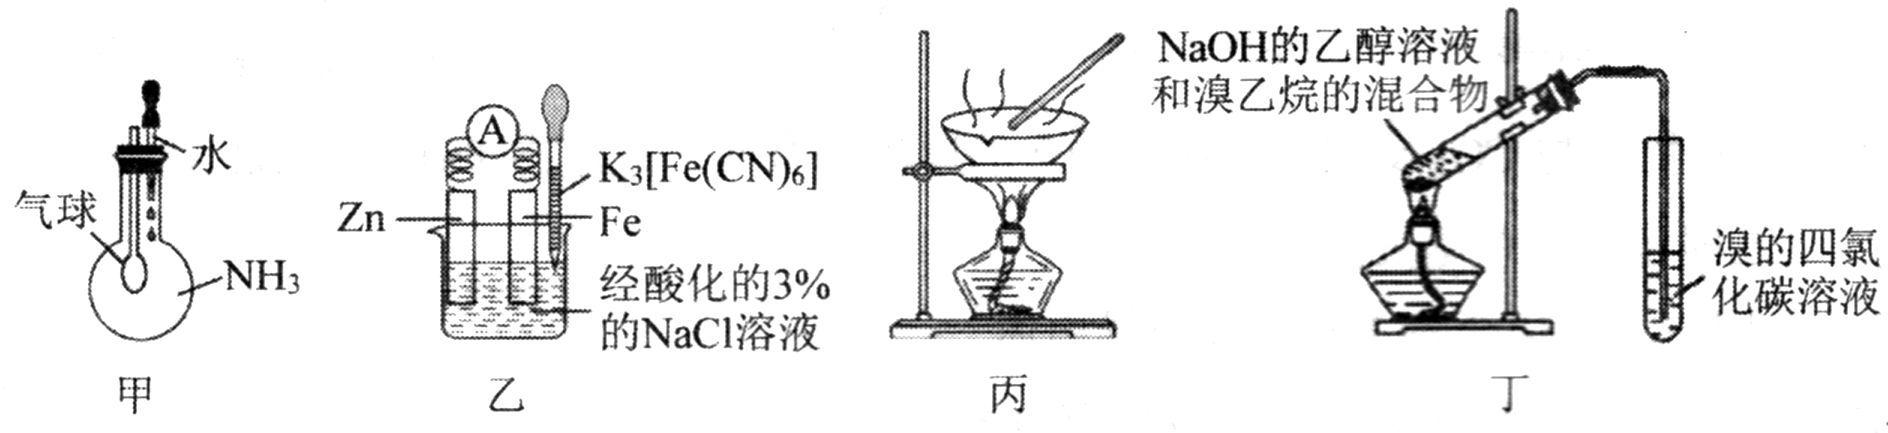 水
气球
NH3
甲
A
K3[Fe(CN)6]
Zn
Fe
经酸化的3%
的NaCl溶液
乙
丙
NaOH的乙醇溶液
和溴乙烷的混合物
溴的四氯
化碳溶液
丁